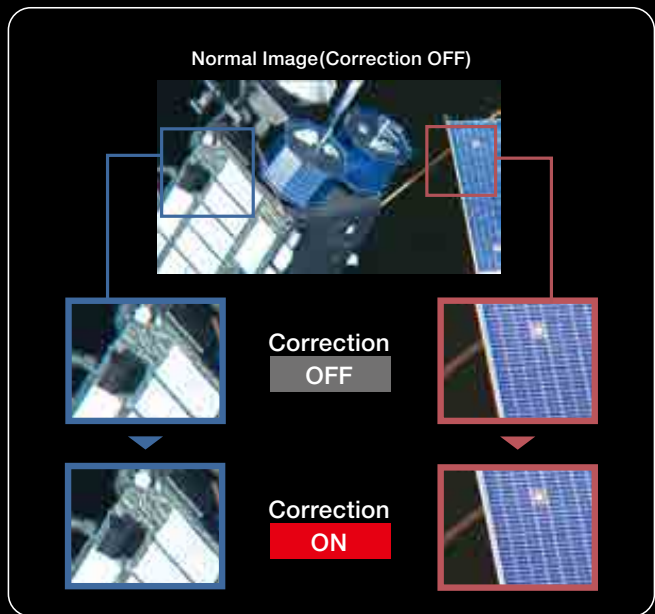 Normal Image(Correction OFF)
Correction
OFF
Correction
ON